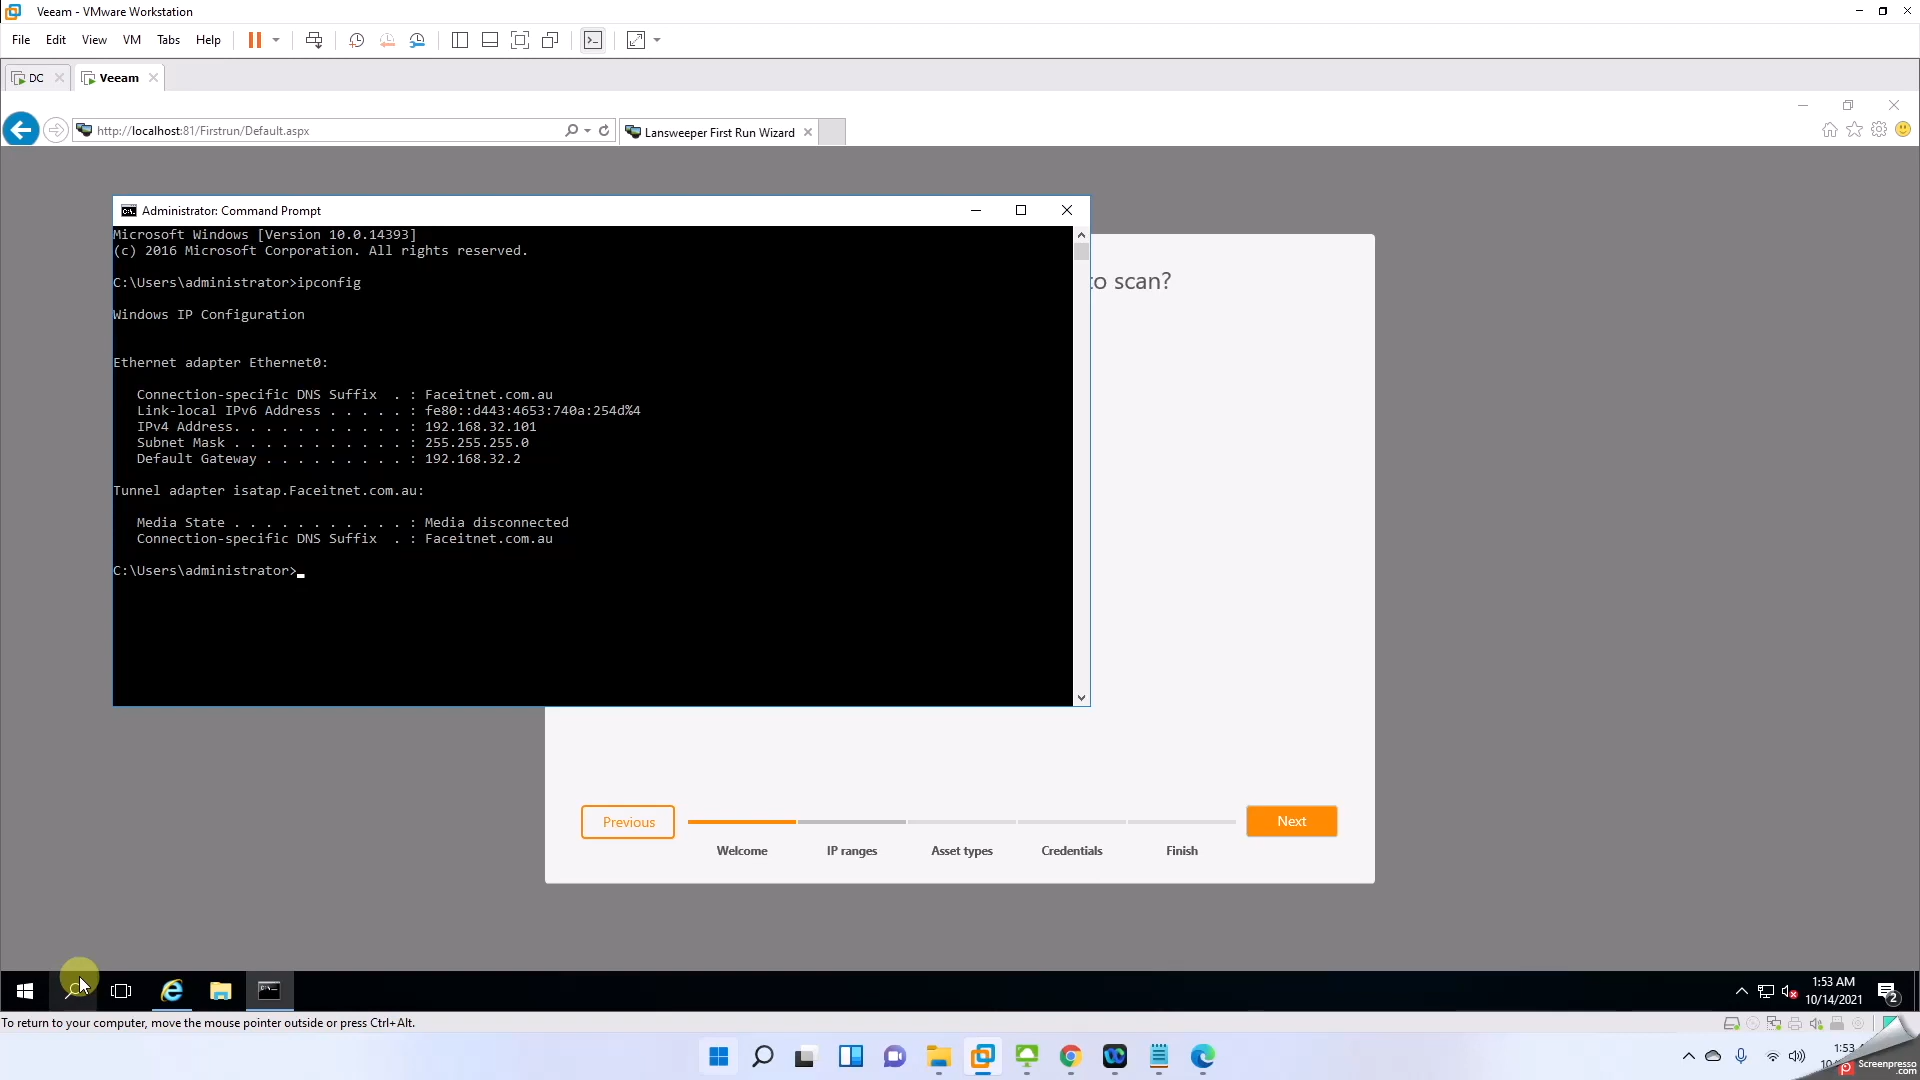 Veeam - VMware Workstation
File Edit View VM Tabs Help
DC Veeam
http://localhost:81/Firstrun/Default.aspx
Lansweeper First Run Wizard
Administrator: Command Prompt
Microsoft Windows [Version 10.0.14393]
(c) 2016 Microsoft Corporation. All rights reserved.
to scan?
C:\Users\administrator>ipconfig
Windows IP Configuration
Ethernet adapter Ethernet0:
Connection-specific DNS Suffix . : Faceitnet.com.au
Link-local IPv6 Address . . . . . : fe80::d443:4653:740a:254d%4
IPv4 Address. . . . . . . . . . . : 192.168.32.101
Subnet Mask . . . . . . . . . . . : 255.255.255.0
Default Gateway . . . . . . . . . : 192.168.32.2
Tunnel adapter isatap.Faceitnet.com.au:
Media State . . . . . . . . . . . : Media disconnected
Connection-specific DNS Suffix . : Faceitnet.com.au
C:\Users\administrator>
Previous
Next
Welcome IP ranges Asset types Credentials Finish
1:53 AM
10/14/2021
2
To return to your computer, move the mouse pointer outside or press Ctrl+Alt.
1:53
Screenpresso
.com